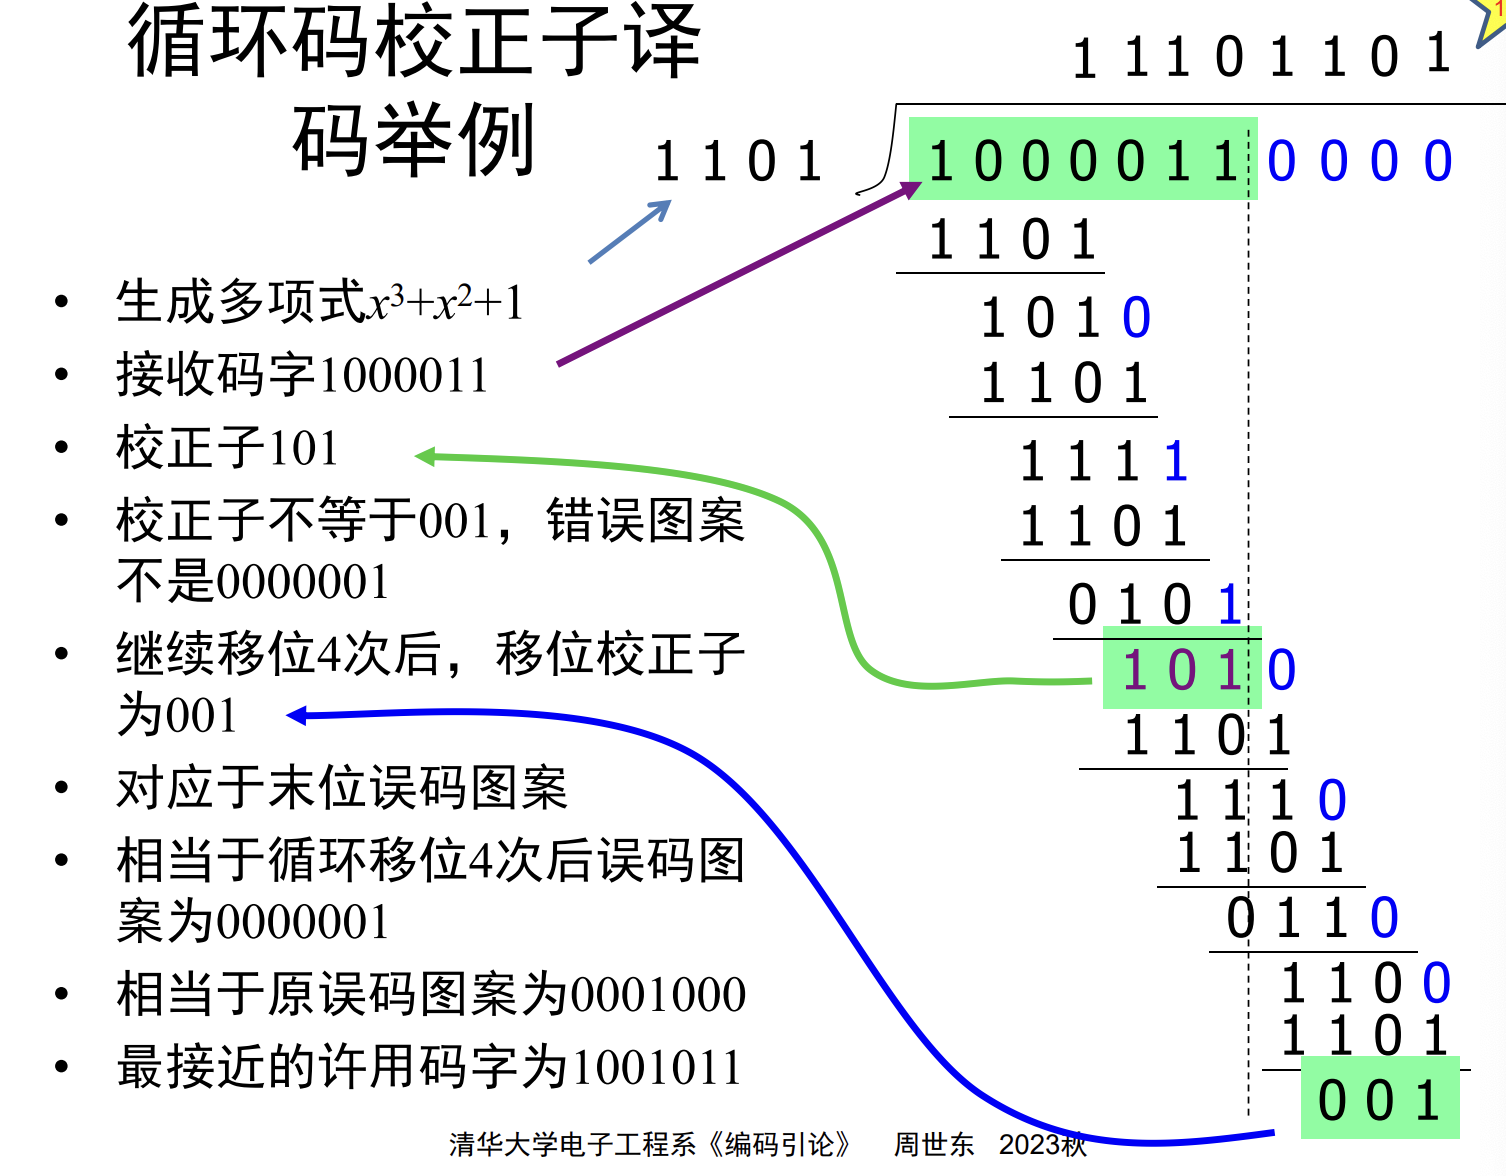 循环码校正子译
码举例
• 生成多项式x³+x²+1
• 接收码字1000011
• 校正子101
• 校正子不等于001，错误图案
不是0000001
• 继续移位4次后，移位校正子
为001
• 对应于末位误码图案
• 相当于循环移位4次后误码图
案为0000001
• 相当于原误码图案为0001000
• 最接近的许用码字为1001011
1
1 1 1 0 1 1 0 1
1 1 0 1
1 0 0 0 0 1 1 0 0 0 0
1 1 0 1
1 0 1 0
1 1 0 1
1 1 1 1
1 1 0 1
0 1 0 1
1 0 1 0
1 1 0 1
1 1 1 0
1 1 0 1
0 1 1 0
1 1 0 0
1 1 0 1
0 0 1
清华大学电子工程系《编码引论》 周世东 2023秋